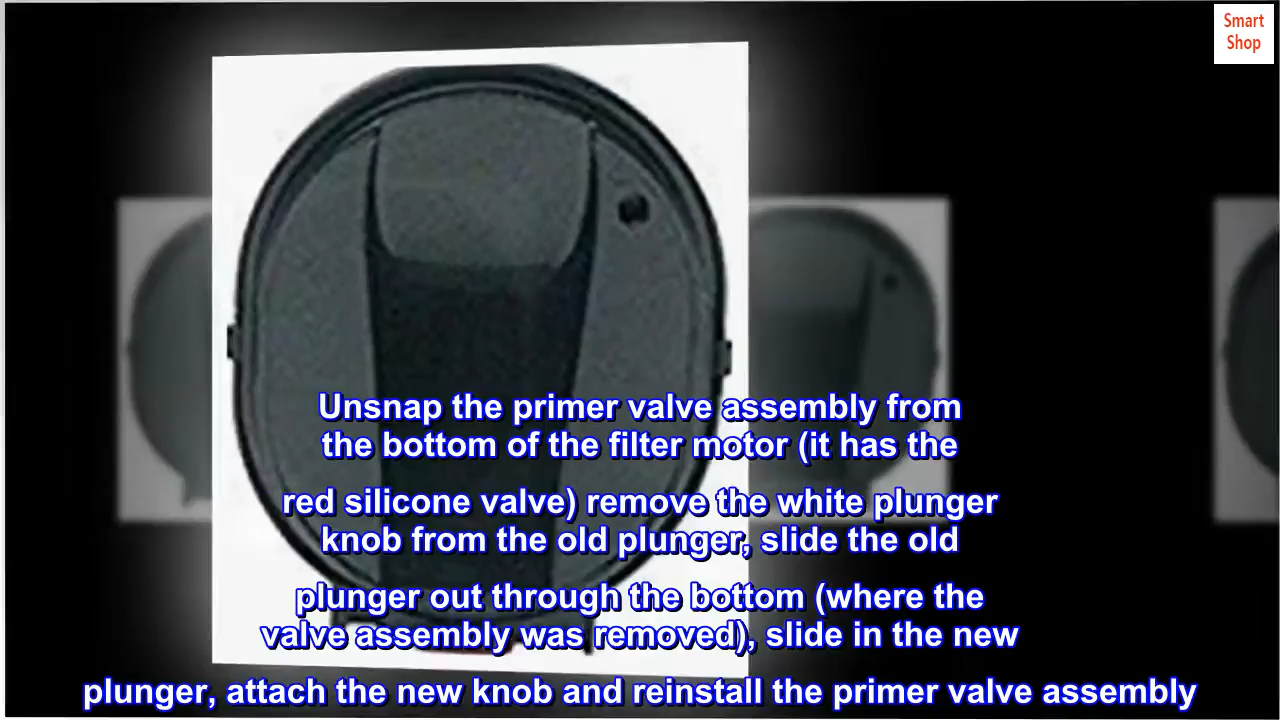 Smart
Shop
Unsnap the primer valve assembly from
the bottom of the filter motor (it has the
red silicone valve) remove the white plunger
knob from the old plunger, slide the old
plunger out through the bottom (where the
valve assembly was removed), slide in the new
plunger, attach the new knob and reinstall the primer valve assembly